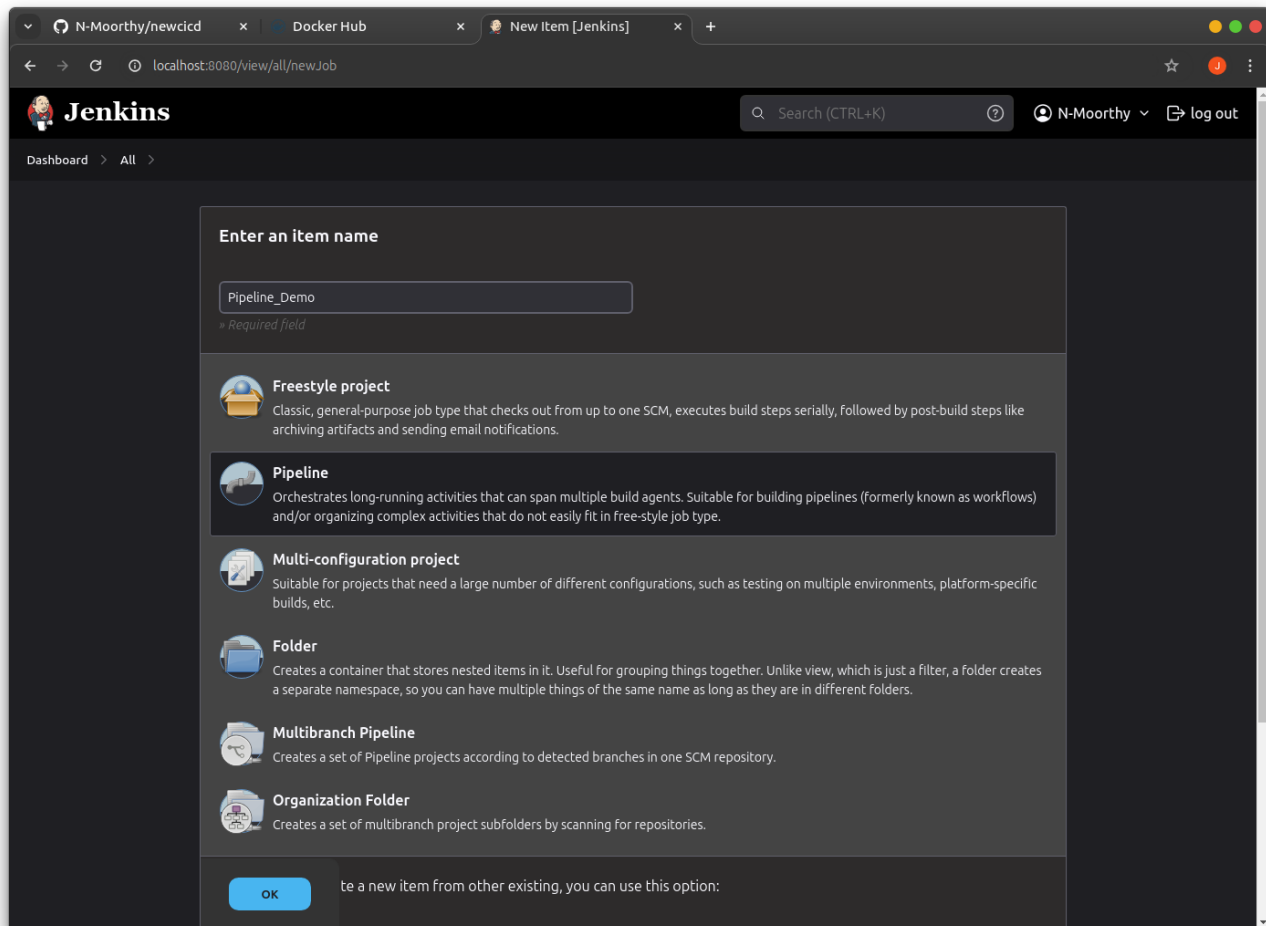 N-Moorthy/newcicd
Docker Hub
New Item [Jenkins]
localhost:8080/view/all/newJob
J
Jenkins
Search (CTRL+K)
N-Moorthy
log out
Dashboard
All
Enter an item name
Pipeline_Demo
» Required field
Freestyle project
Classic, general-purpose job type that checks out from up to one SCM, executes build steps serially, followed by post-build steps like
archiving artifacts and sending email notifications.
Pipeline
Orchestrates long-running activities that can span multiple build agents. Suitable for building pipelines (formerly known as workflows)
and/or organizing complex activities that do not easily fit in free-style job type.
Multi-configuration project
Suitable for projects that need a large number of different configurations, such as testing on multiple environments, platform-specific
builds, etc.
Folder
Creates a container that stores nested items in it. Useful for grouping things together. Unlike view, which is just a filter, a folder creates
a separate namespace, so you can have multiple things of the same name as long as they are in different folders.
Multibranch Pipeline
Creates a set of Pipeline projects according to detected branches in one SCM repository.
Organization Folder
Creates a set of multibranch project subfolders by scanning for repositories.
te a new item from other existing, you can use this option:
OK